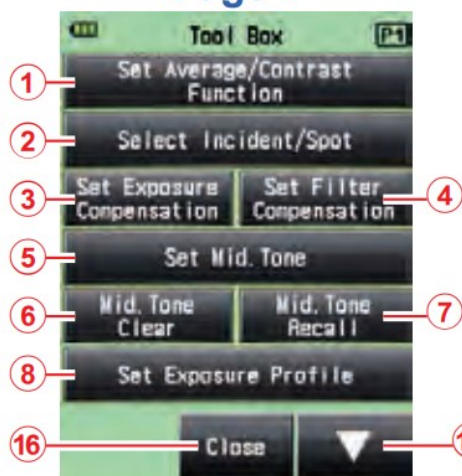 Tool Box P1
1 Set Average/Contrast
Function
2 Select Incident/Spot
3 Set Exposure Set Filter 4
Compensation Compensation
5 Set Mid. Tone
6 Mid. Tone Mid. Tone 7
Clear Recall
8 Set Exposure Profile
16 Close